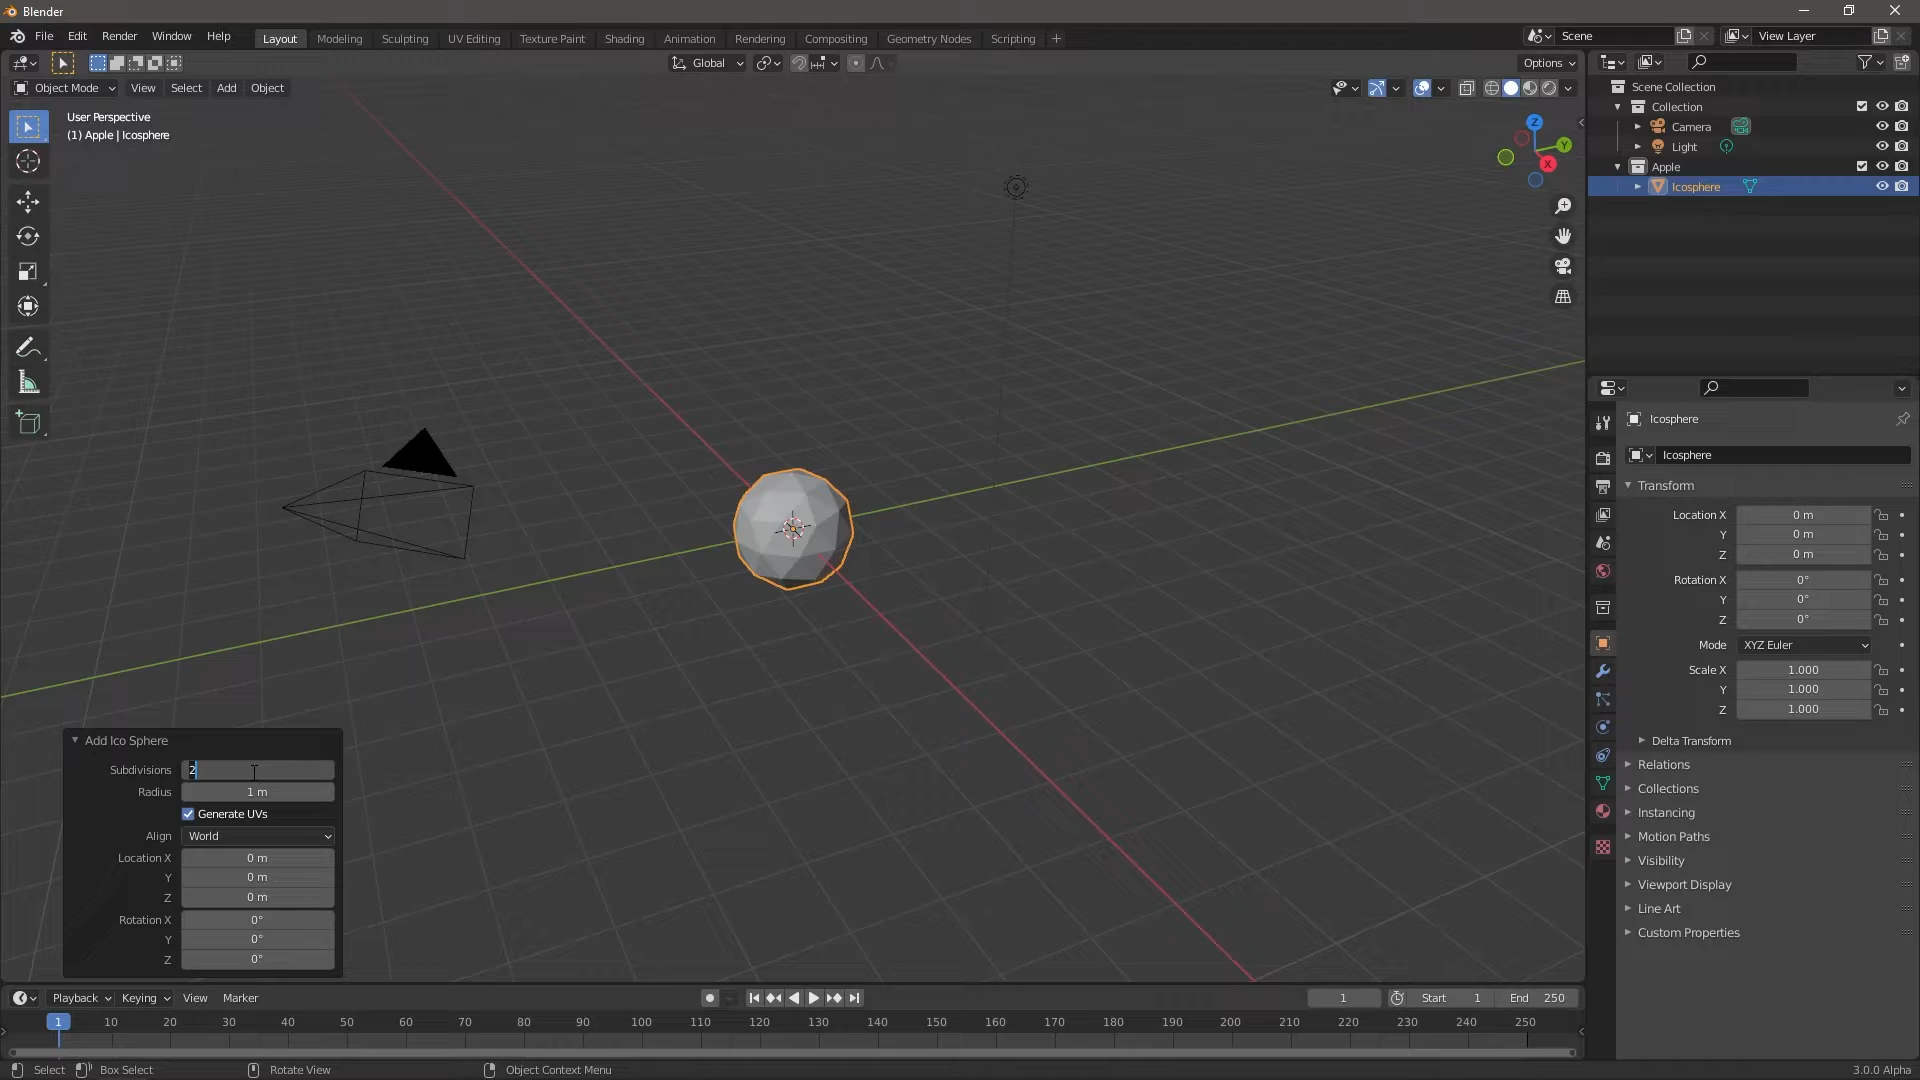 Blender
File Edit Render Window Help
Layout Modeling Sculpting UV Editing Texture Paint Shading Animation Rendering Compositing Geometry Nodes Scripting +
Scene
View Layer
Global
Options
Object Mode View Select Add Object
User Perspective
(1) Apple | Icosphere
Z
Y
X
Scene Collection
Collection
Camera
Light
Apple
Icosphere
Icosphere
Icosphere
Transform
Location X 0 m
Y 0 m
Z 0 m
Rotation X 0°
Y 0°
Z 0°
Mode XYZ Euler
Scale X 1.000
Y 1.000
Z 1.000
Delta Transform
Relations
Collections
Instancing
Motion Paths
Visibility
Viewport Display
Line Art
Custom Properties
Add Ico Sphere
Subdivisions 2
Radius 1 m
Generate UVs
Align World
Location X 0 m
Y 0 m
Z 0 m
Rotation X 0°
Y 0°
Z 0°
Playback Keying View Marker
1 Start 1 End 250
1 10 20 30 40 50 60 70 80 90 100 110 120 130 140 150 160 170 180 190 200 210 220 230 240 250
Select Box Select Rotate View Object Context Menu
3.0.0 Alpha